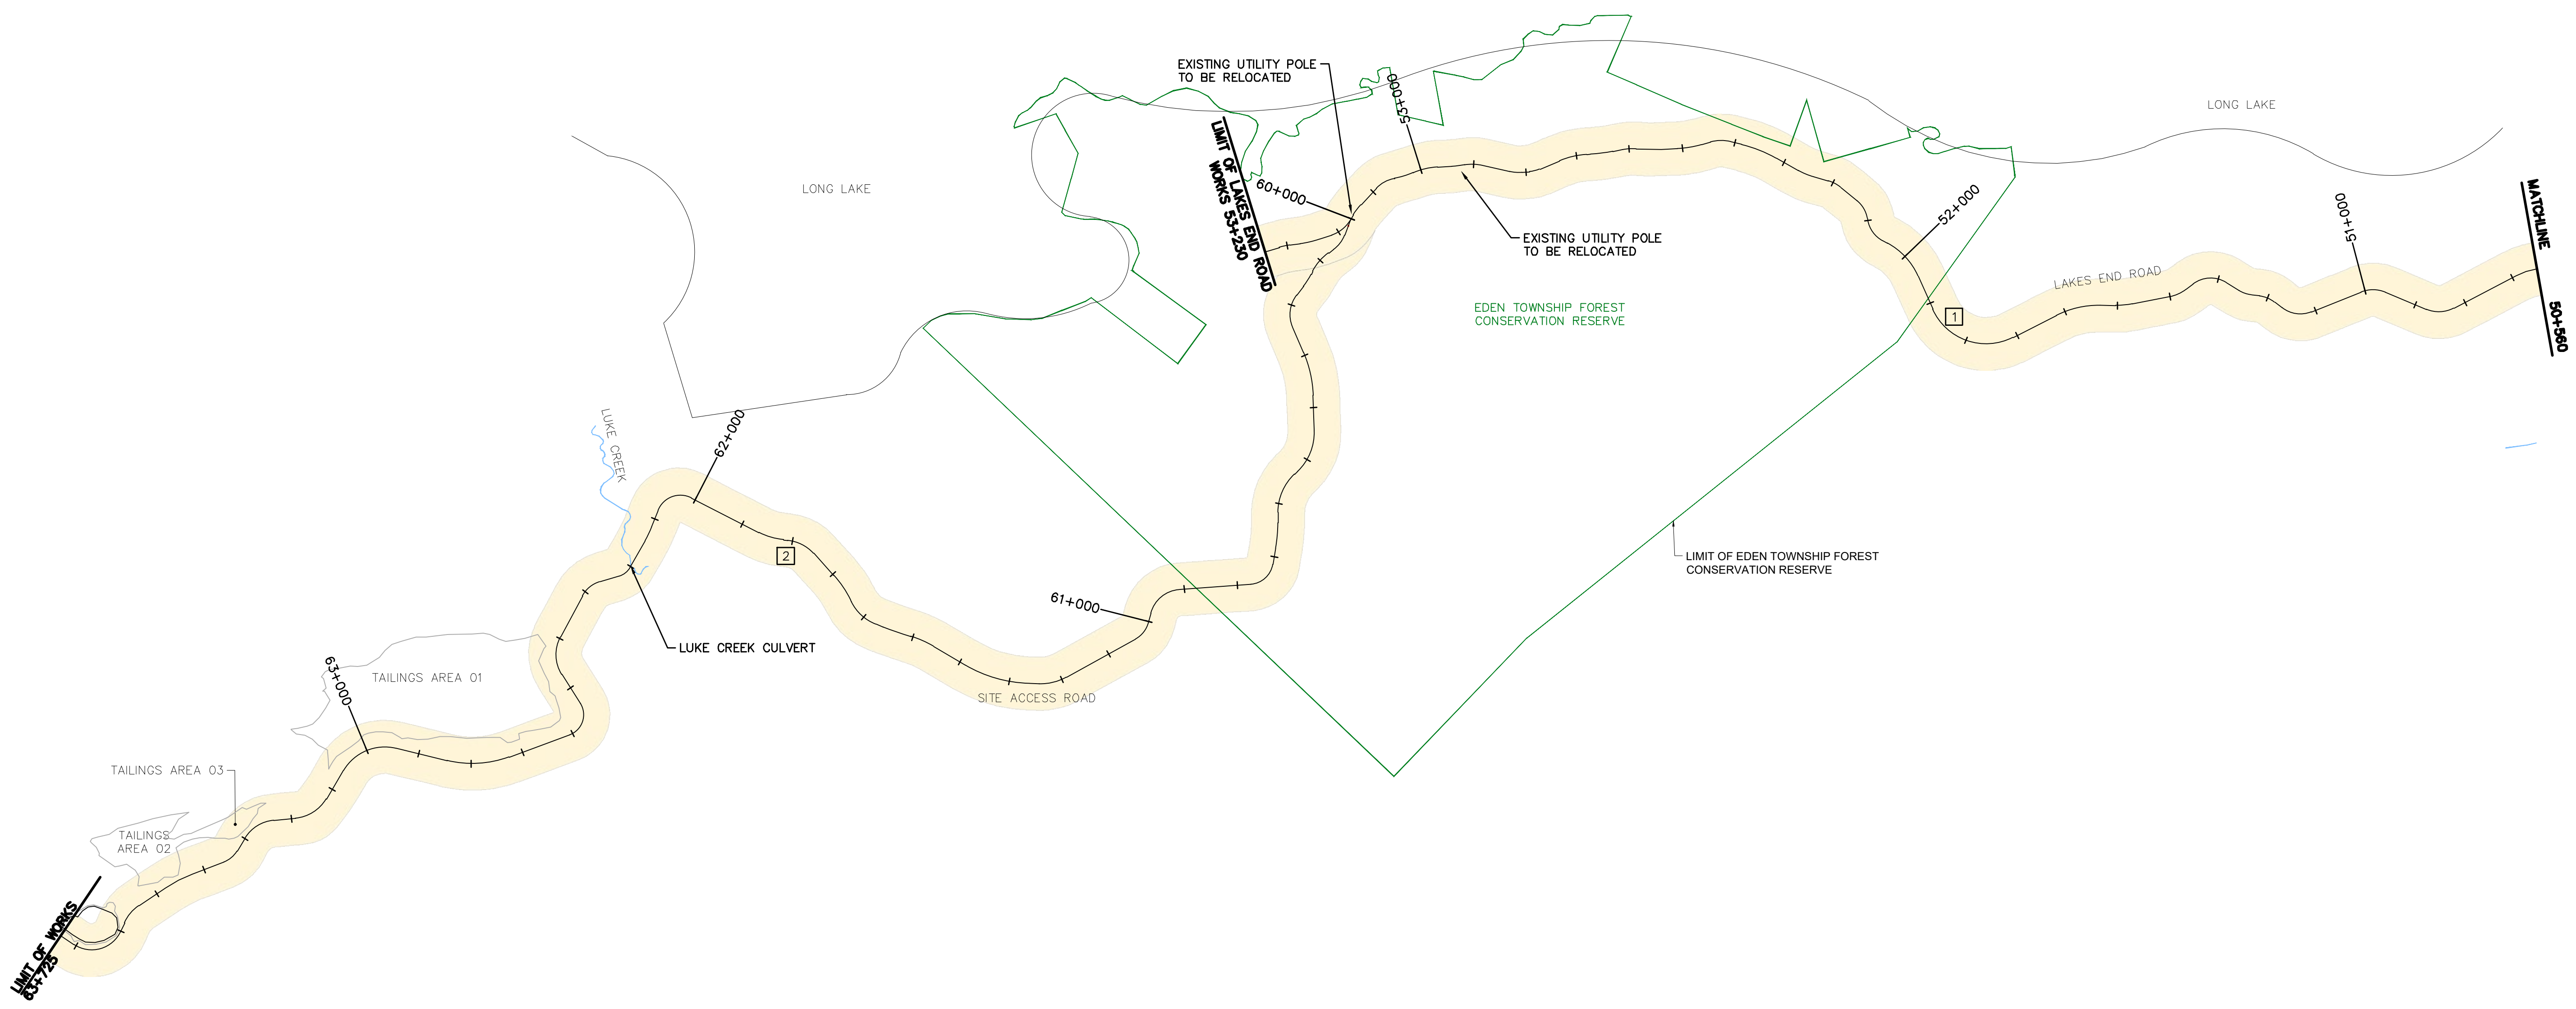 EXISTING UTILITY POLE
TO BE RELOCATED
53+000
LONG LAKE
LONG LAKE
LIMIT OF LAKES END ROAD
WORKS 53+230
60+000
52+000
51+000
MATCHLINE
50+560
EXISTING UTILITY POLE
TO BE RELOCATED
LAKES END ROAD
EDEN TOWNSHIP FOREST
CONSERVATION RESERVE
1
LUKE CREEK
62+000
2
LIMIT OF EDEN TOWNSHIP FOREST
CONSERVATION RESERVE
61+000
LUKE CREEK CULVERT
63+000
TAILINGS AREA 01
SITE ACCESS ROAD
TAILINGS AREA 03
TAILINGS
AREA 02
LIMIT OF WORKS
63+725